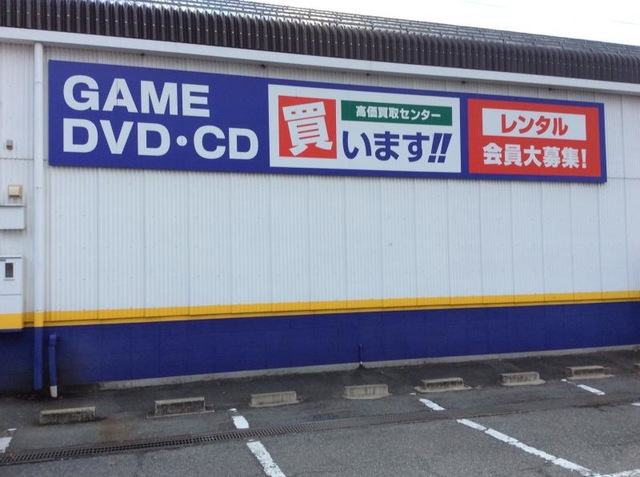 GAME
DVD・CD
高価買取センター
買います!!
レンタル
会員大募集!